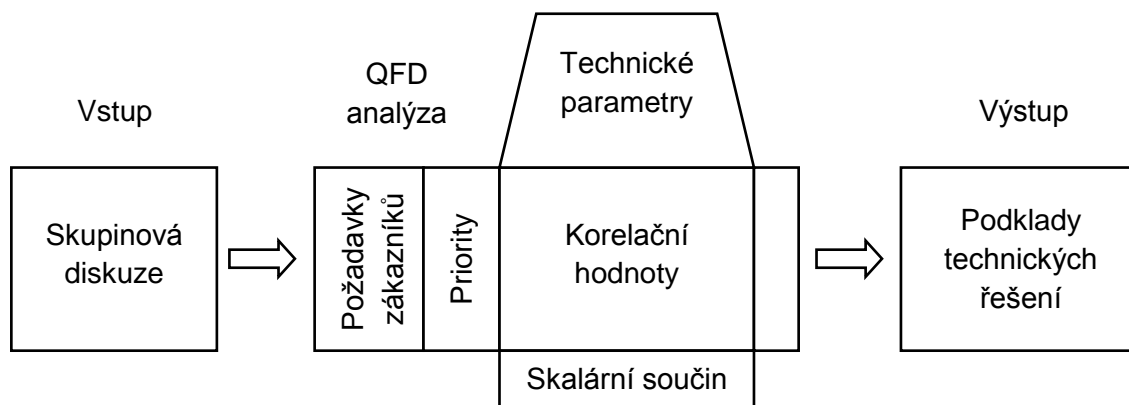 Vstup
QFD
analýza
Technické
parametry
Výstup
Skupinová
diskuze
Požadavky
zákazníků
Priority
Korelační
hodnoty
Podklady
technických
řešení
Skalární součin